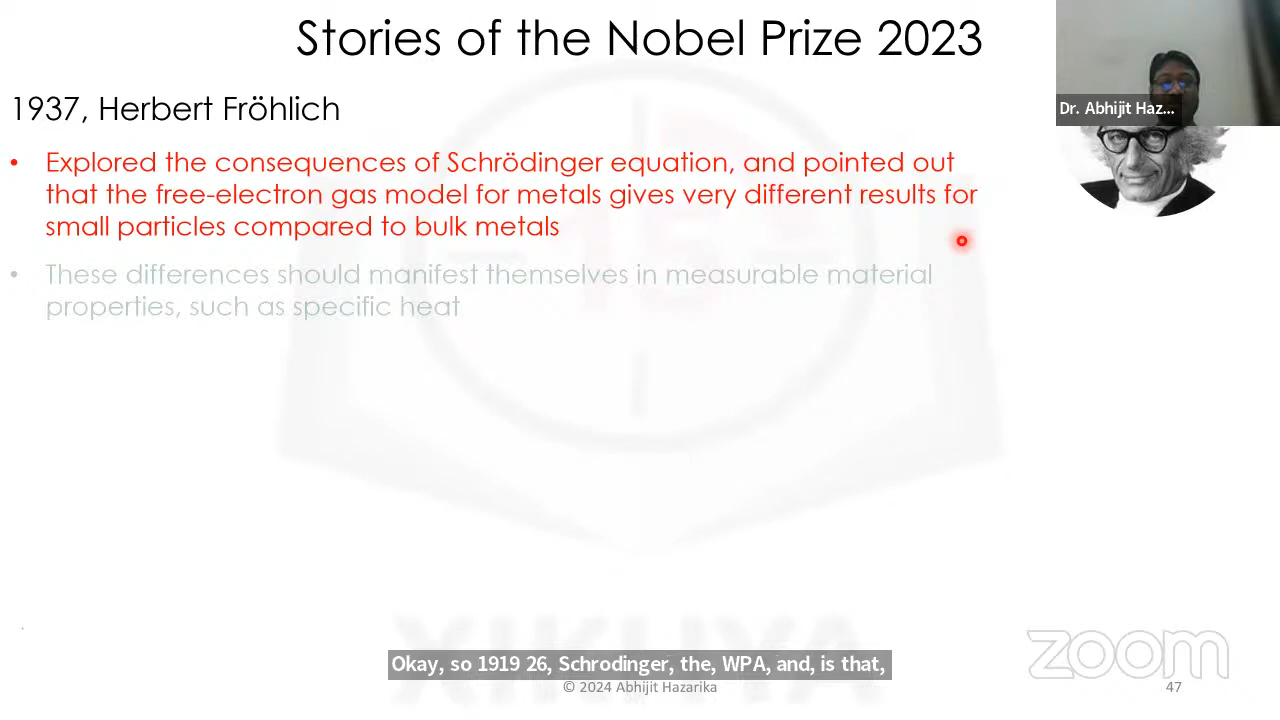 Stories of the Nobel Prize 2023
Dr. Abhijit Haz...
1937, Herbert Fröhlich
• Explored the consequences of Schrödinger equation, and pointed out
that the free-electron gas model for metals gives very different results for
small particles compared to bulk metals
• These differences should manifest themselves in measurable material
properties, such as specific heat
XIKLIYA
Okay, so 1919 26, Schrodinger, the, WPA, and, is that,
© 2024 Abhijit Hazarika
zoom
47